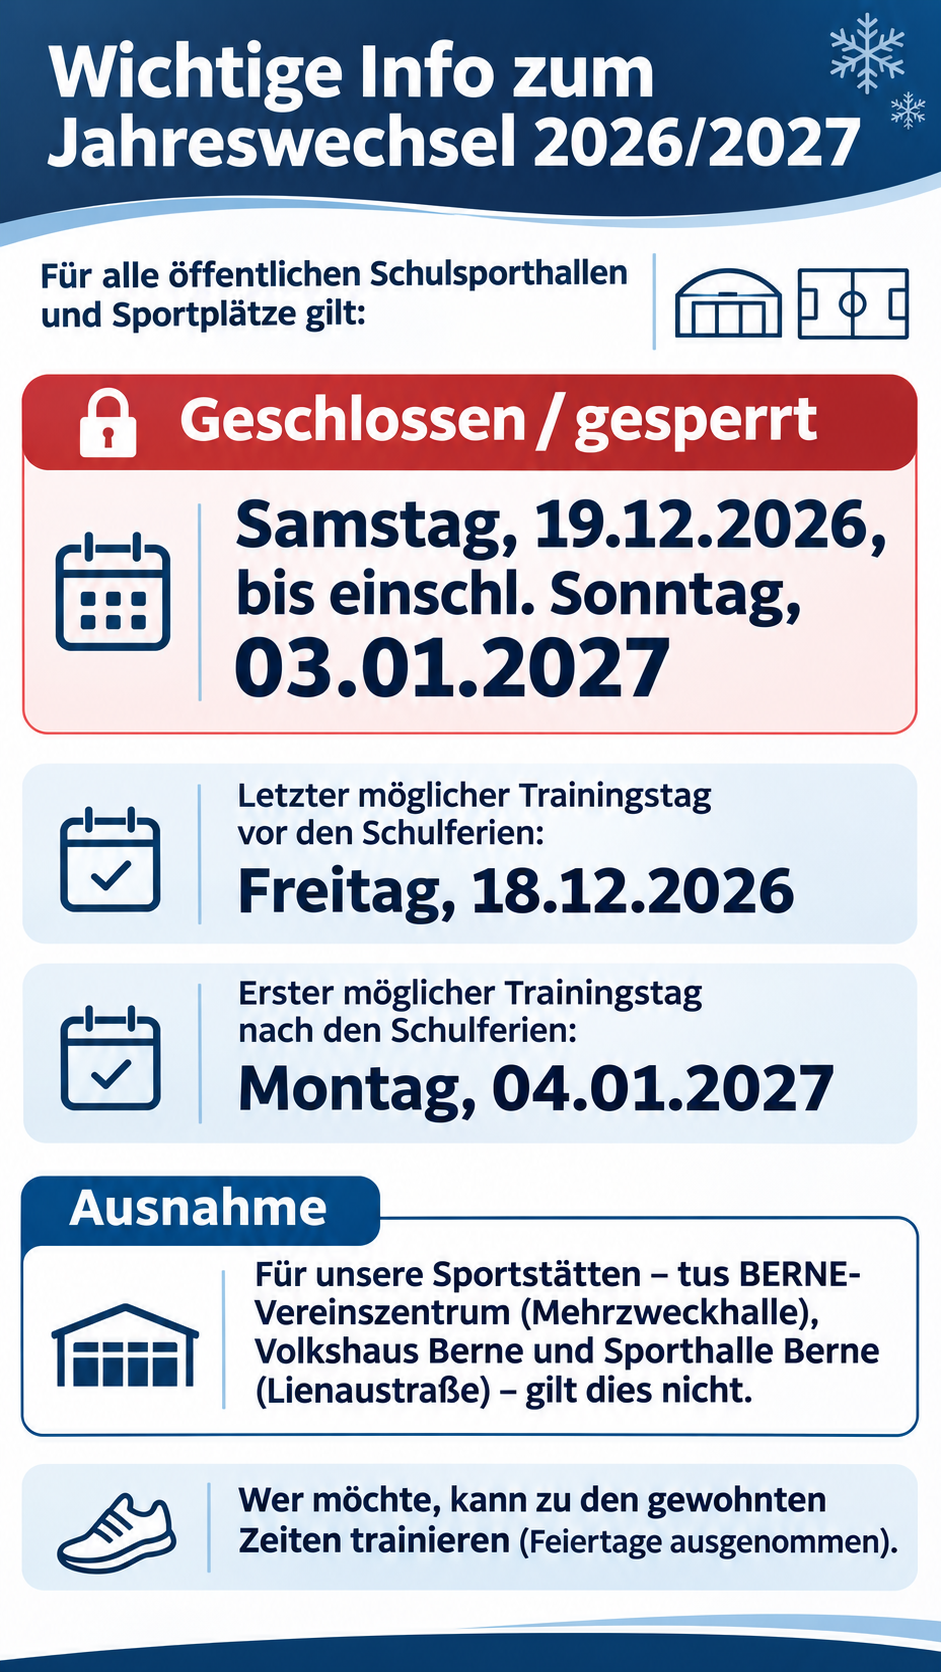 Wichtige Info zum
Jahreswechsel 2026/2027
Für alle öffentlichen Schulsporthallen
und Sportplätze gilt:
Geschlossen / gesperrt
Samstag, 19.12.2026,
bis einschl. Sonntag,
03.01.2027
Letzter möglicher Trainingstag
vor den Schulferien:
Freitag, 18.12.2026
Erster möglicher Trainingstag
nach den Schulferien:
Montag, 04.01.2027
Ausnahme
Für unsere Sportstätten – tus BERNE-
Vereinszentrum (Mehrzweckhalle),
Volkshaus Berne und Sporthalle Berne
(Lienaustraße) – gilt dies nicht.
Wer möchte, kann zu den gewohnten
Zeiten trainieren (Feiertage ausgenommen).